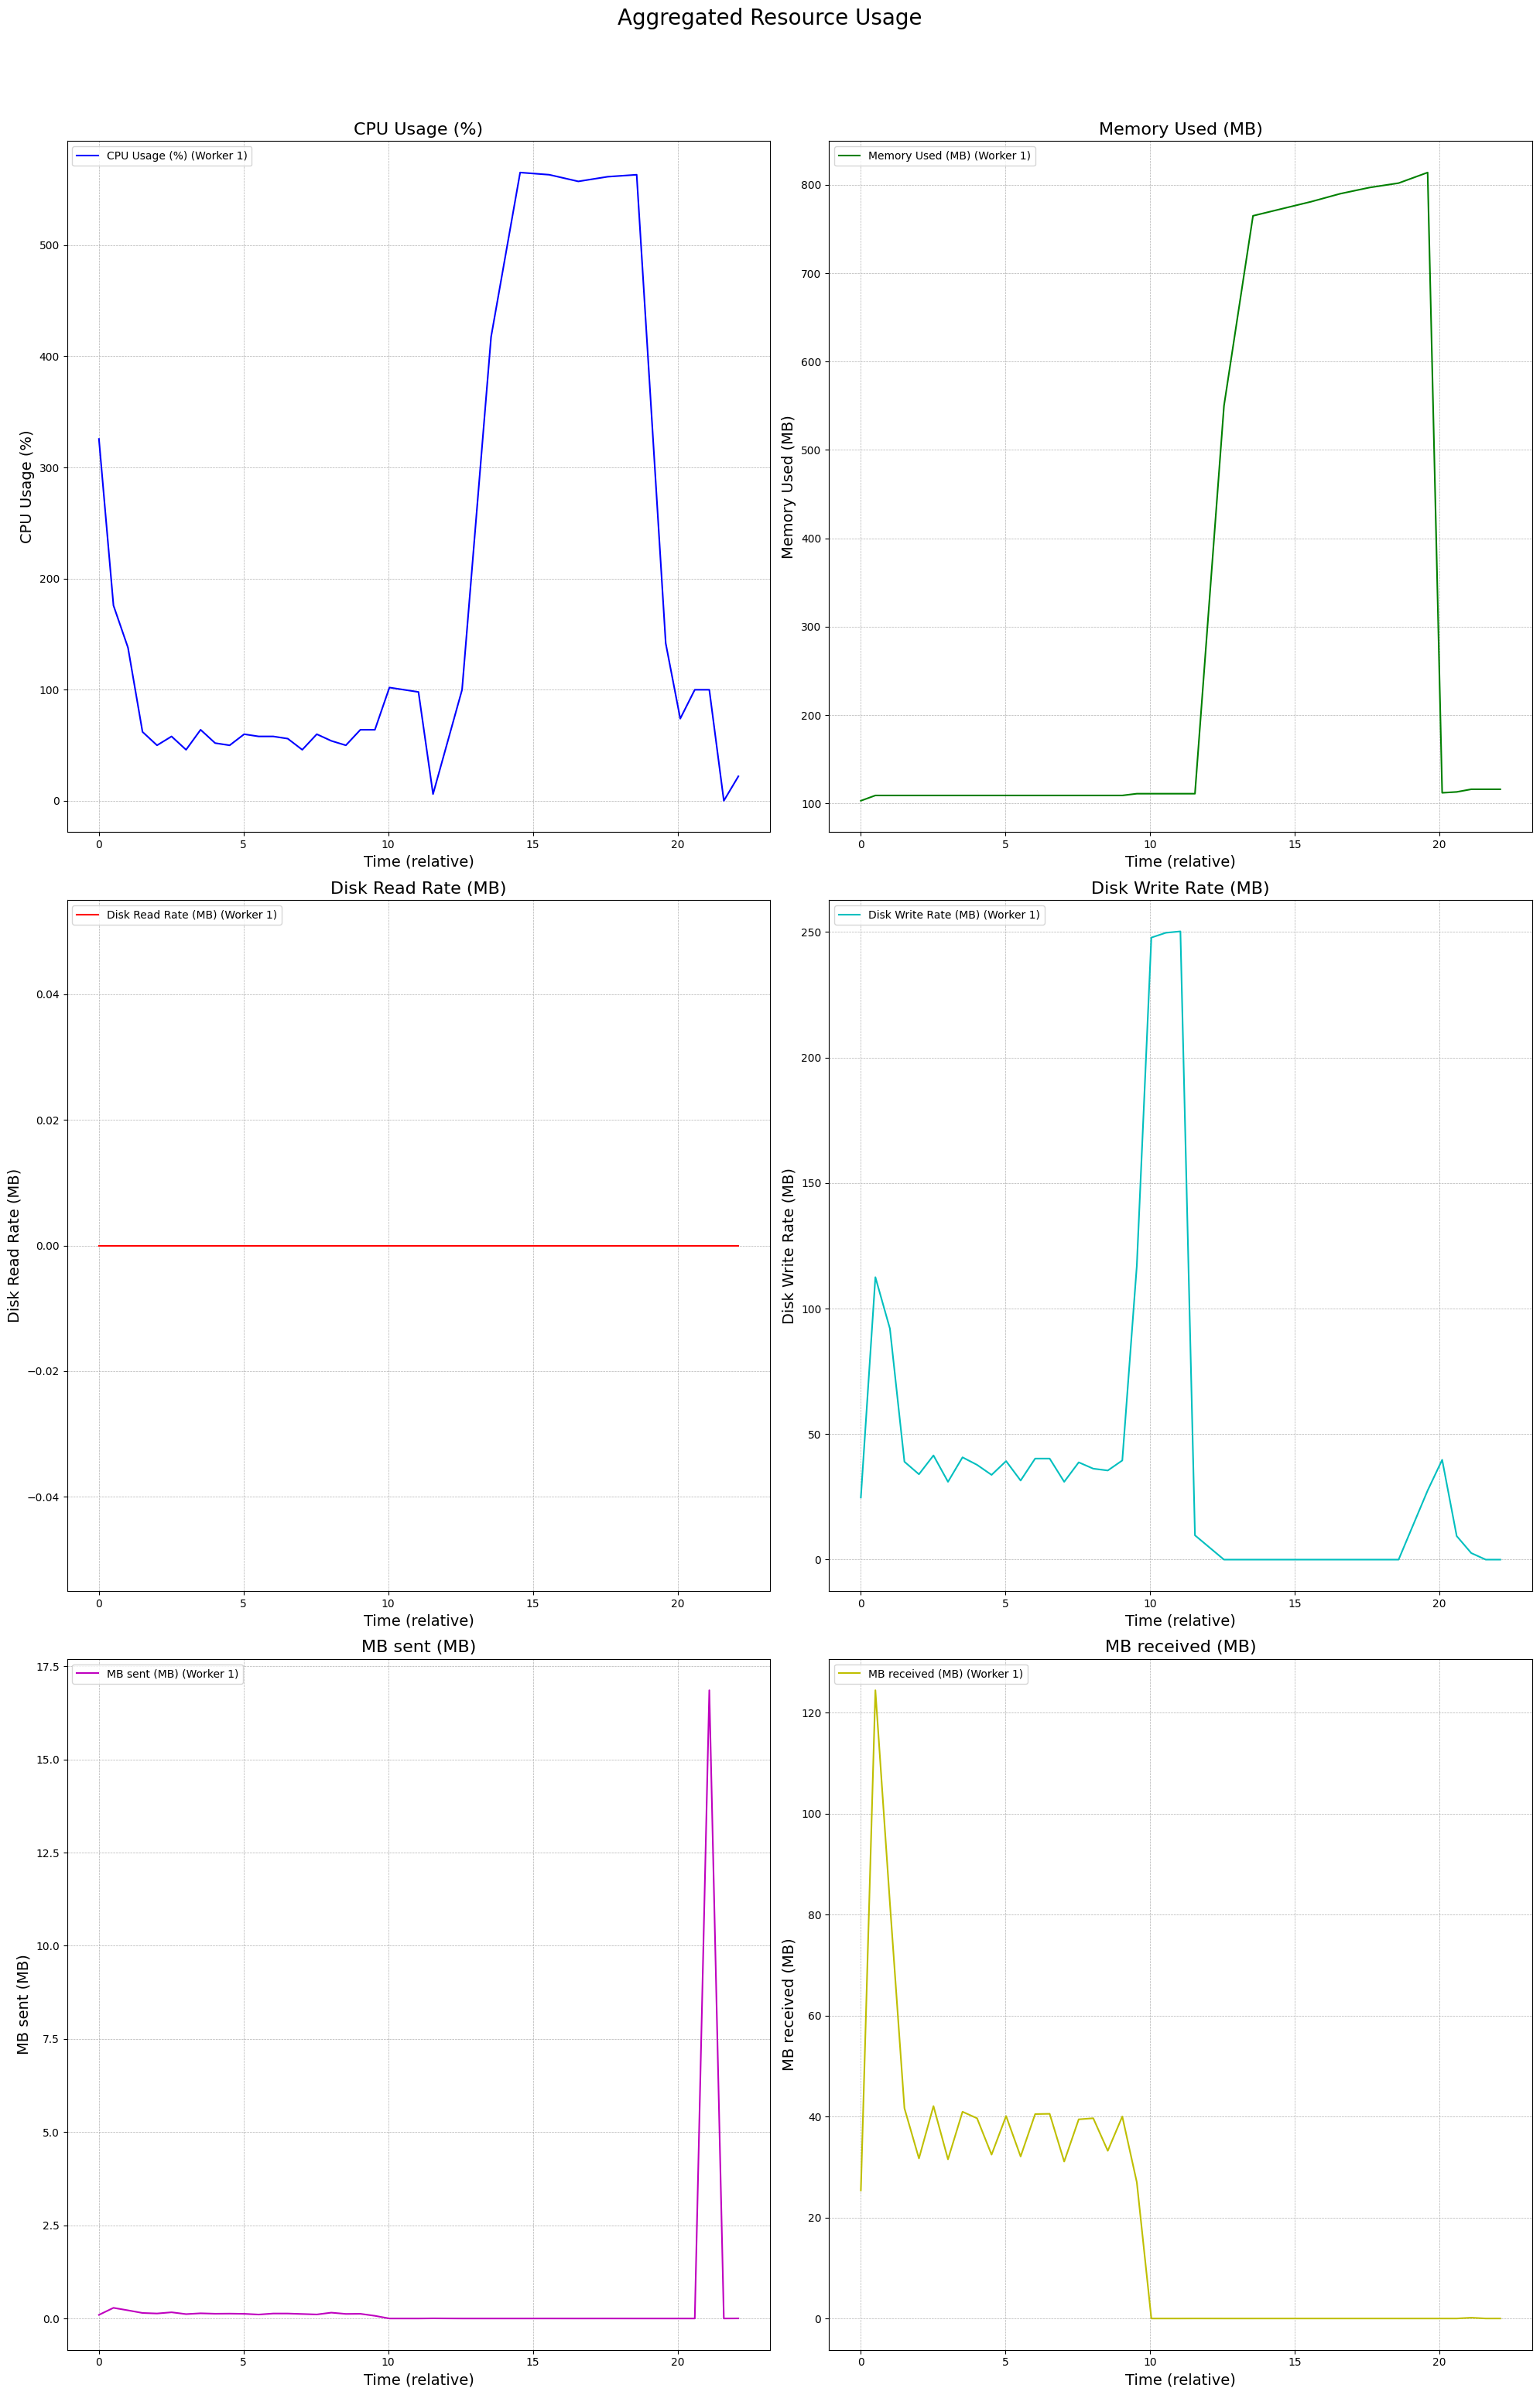 Aggregated Resource Usage
CPU Usage (%)
CPU Usage (%) (Worker 1)
CPU Usage (%)
500
400
300
200
100
0
0 5 10 15 20
Time (relative)
Memory Used (MB)
Memory Used (MB) (Worker 1)
Memory Used (MB)
800
700
600
500
400
300
200
100
0 5 10 15 20
Time (relative)
Disk Read Rate (MB)
Disk Read Rate (MB) (Worker 1)
Disk Read Rate (MB)
0.04
0.02
0.00
−0.02
−0.04
0 5 10 15 20
Time (relative)
Disk Write Rate (MB)
Disk Write Rate (MB) (Worker 1)
Disk Write Rate (MB)
250
200
150
100
50
0
0 5 10 15 20
Time (relative)
MB sent (MB)
MB sent (MB) (Worker 1)
MB sent (MB)
17.5
15.0
12.5
10.0
7.5
5.0
2.5
0.0
0 5 10 15 20
Time (relative)
MB received (MB)
MB received (MB) (Worker 1)
MB received (MB)
120
100
80
60
40
20
0
0 5 10 15 20
Time (relative)